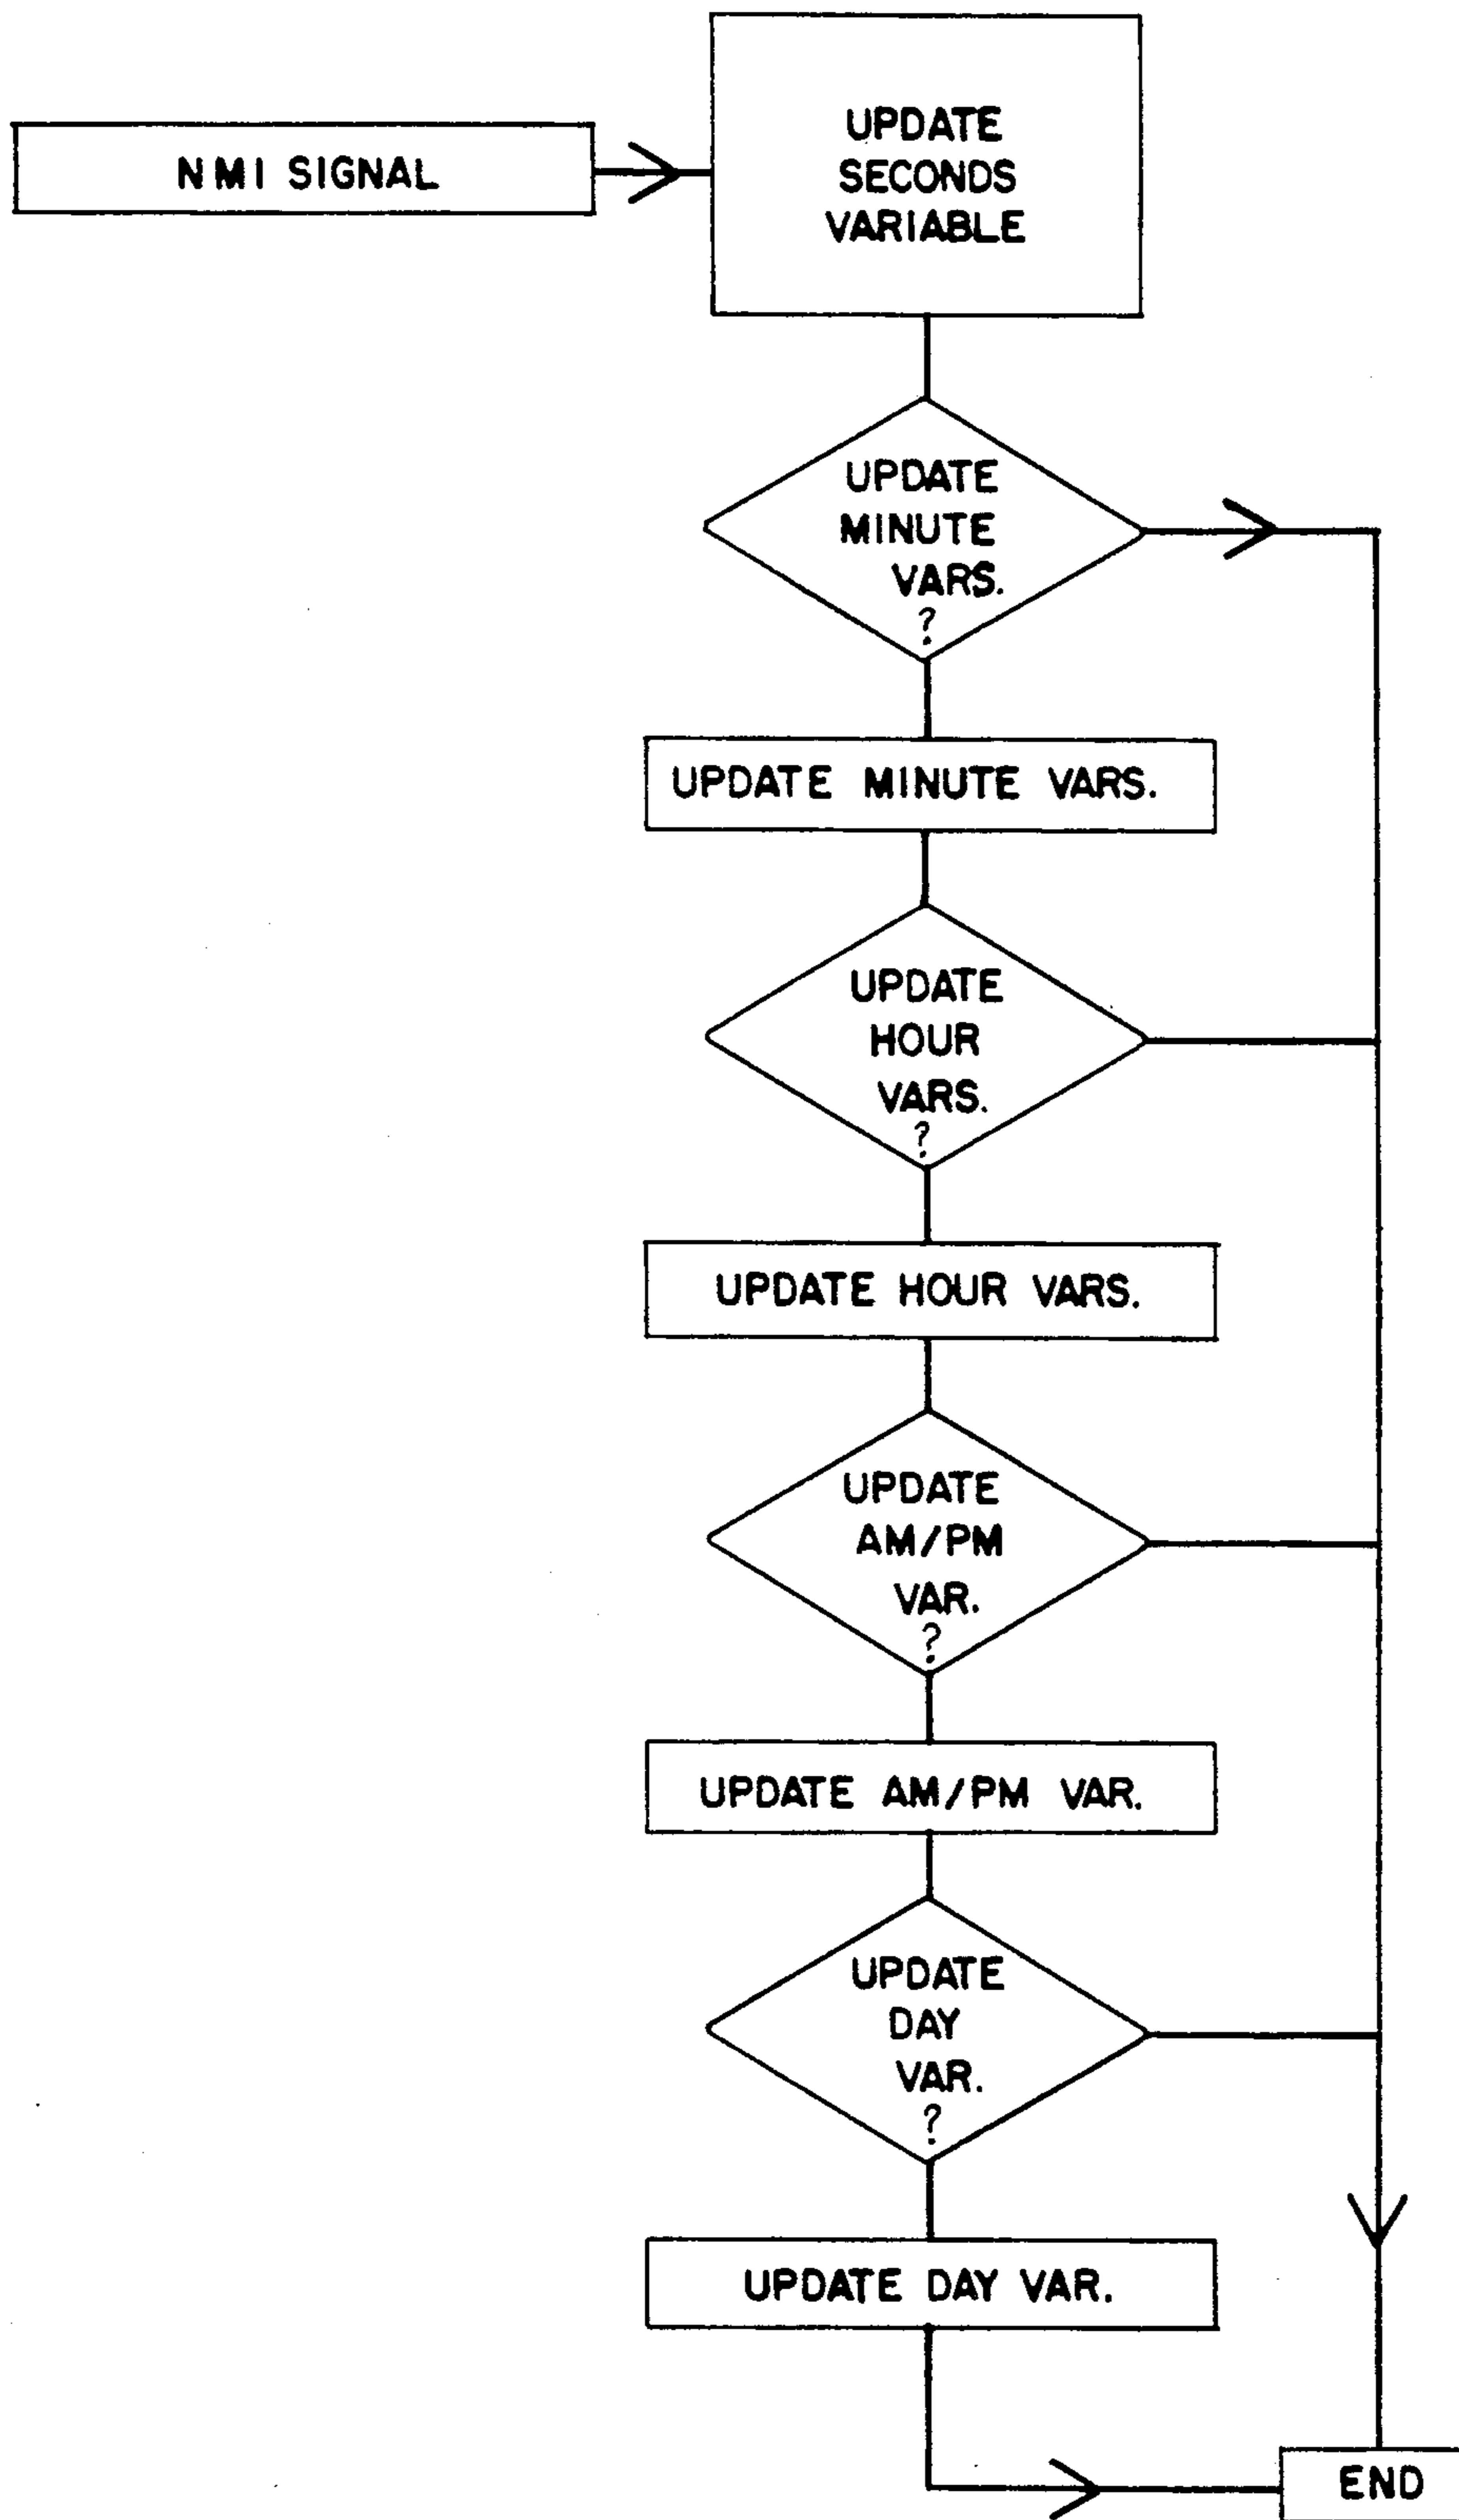 NMI SIGNAL
UPDATE
SECONDS
VARIABLE
UPDATE
MINUTE
VARS.
?
UPDATE MINUTE VARS.
UPDATE
HOUR
VARS.
?
UPDATE HOUR VARS.
UPDATE
AM/PM
VAR.
?
UPDATE AM/PM VAR.
UPDATE
DAY
VAR.
?
UPDATE DAY VAR.
END